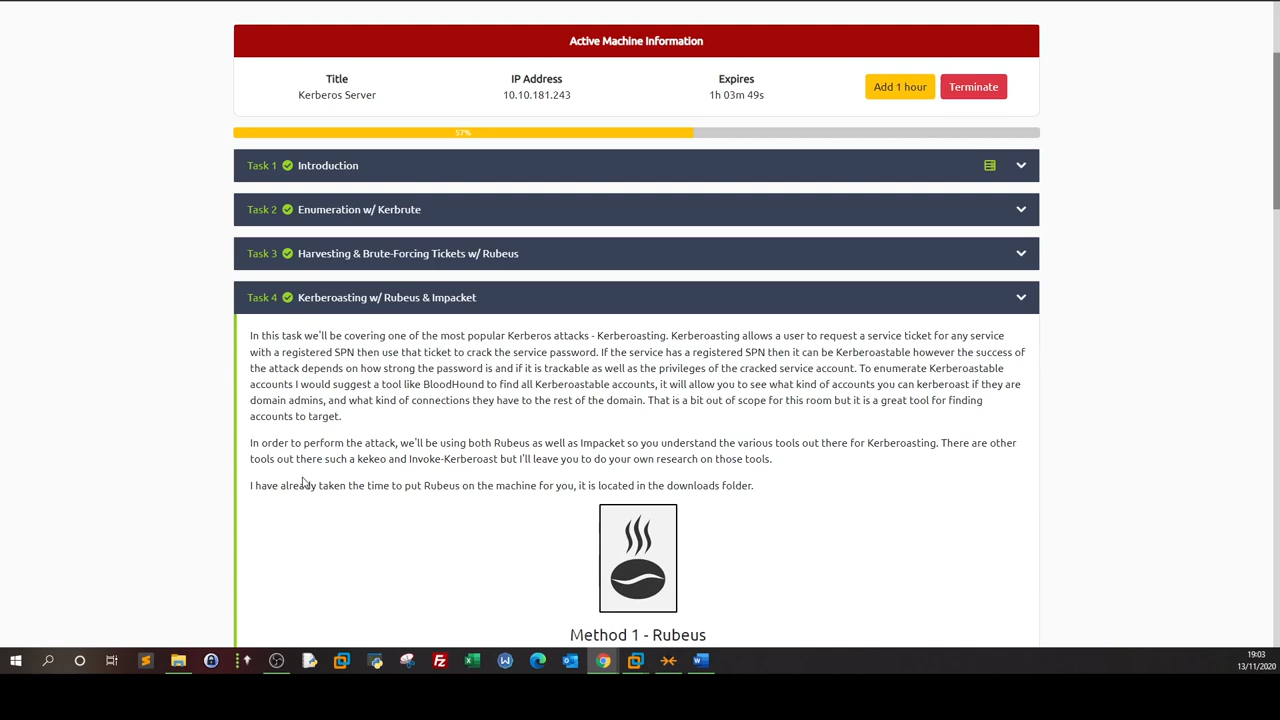 Active Machine Information
Title
IP Address
Expires
Kerberos Server
10.10.181.243
1h 03m 49s
Add 1 hour
Terminate
57%
Task 1 Introduction
Task 2 Enumeration w/ Kerbrute
Task 3 Harvesting & Brute-Forcing Tickets w/ Rubeus
Task 4 Kerberoasting w/ Rubeus & Impacket
In this task we'll be covering one of the most popular Kerberos attacks - Kerberoasting. Kerberoasting allows a user to request a service ticket for any service
with a registered SPN then use that ticket to crack the service password. If the service has a registered SPN then it can be Kerberoastable however the success of
the attack depends on how strong the password is and if it is trackable as well as the privileges of the cracked service account. To enumerate Kerberoastable
accounts I would suggest a tool like BloodHound to find all Kerberoastable accounts, it will allow you to see what kind of accounts you can kerberoast if they are
domain admins, and what kind of connections they have to the rest of the domain. That is a bit out of scope for this room but it is a great tool for finding
accounts to target.
In order to perform the attack, we'll be using both Rubeus as well as Impacket so you understand the various tools out there for Kerberoasting. There are other
tools out there such a kekeo and Invoke-Kerberoast but I'll leave you to do your own research on those tools.
I have already taken the time to put Rubeus on the machine for you, it is located in the downloads folder.
Method 1 - Rubeus
19:03
13/11/2020